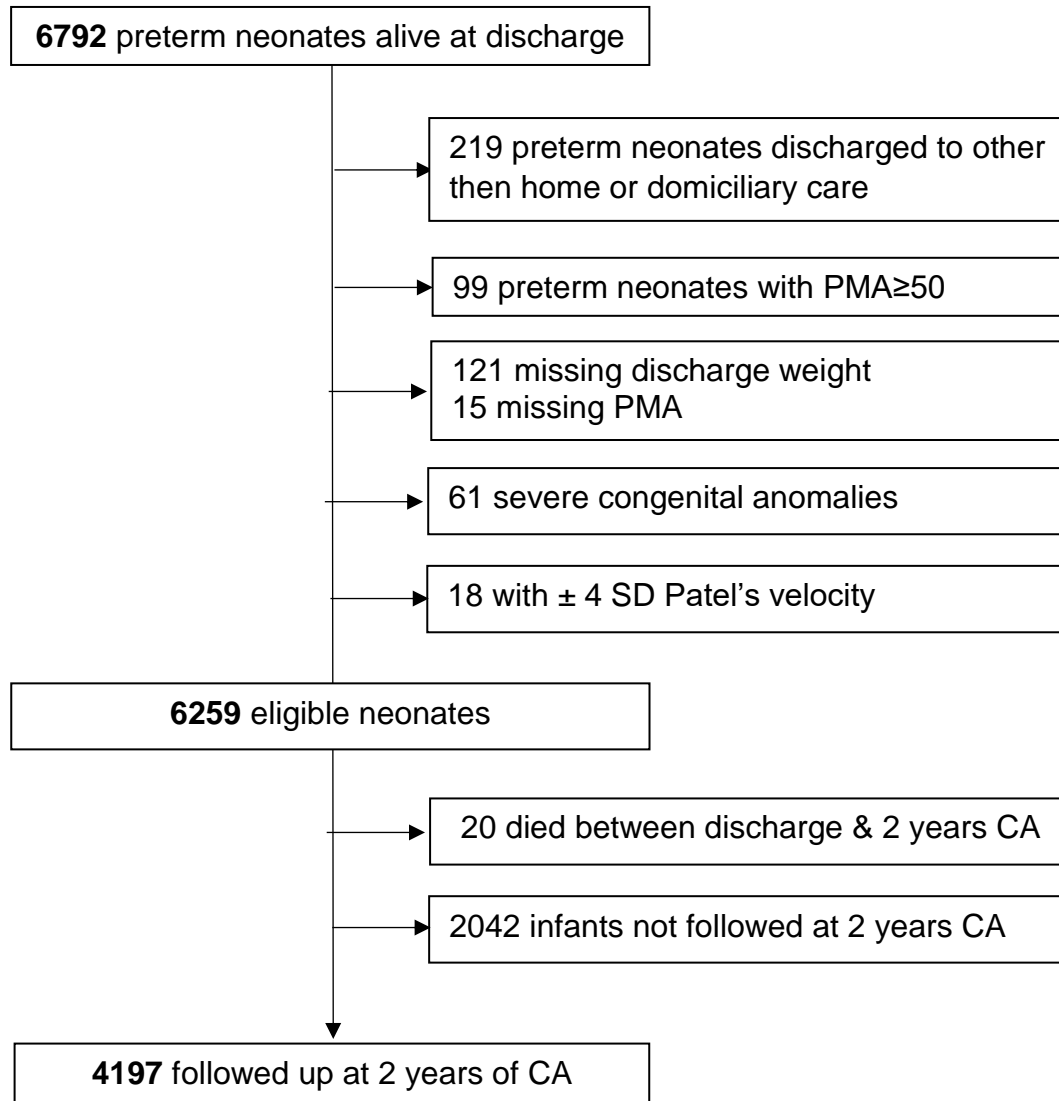 6792 preterm neonates alive at discharge
219 preterm neonates discharged to other
then home or domiciliary care
99 preterm neonates with PMA≥50
121 missing discharge weight
15 missing PMA
61 severe congenital anomalies
18 with ± 4 SD Patel’s velocity
6259 eligible neonates
20 died between discharge & 2 years CA
2042 infants not followed at 2 years CA
4197 followed up at 2 years of CA